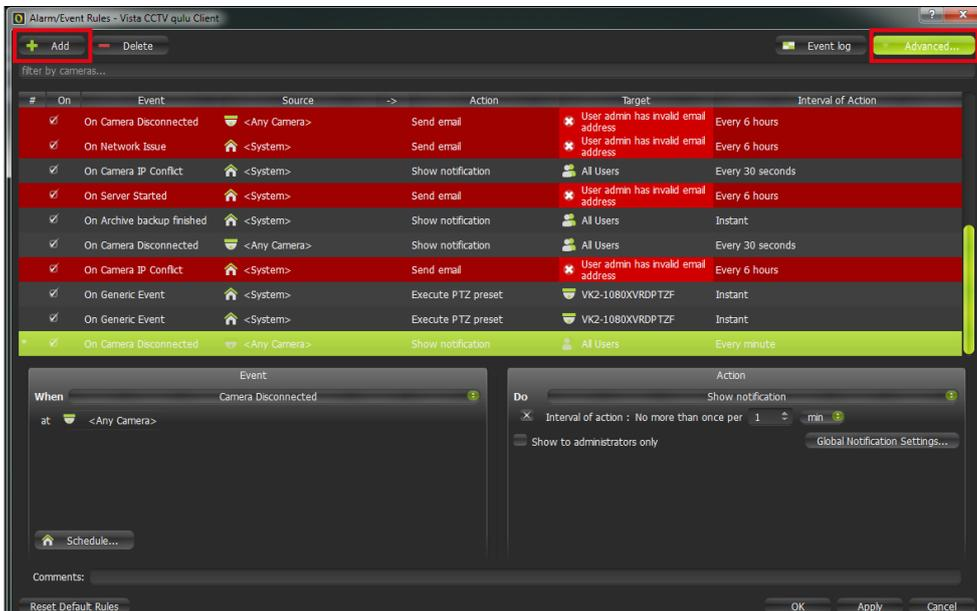 Alarm/Event Rules - Vista CCTV qulu Client
Add Delete Event log Advanced...
filter by cameras...
# On Event Source -> Action Target Interval of Action
On Camera Disconnected <Any Camera> Send email User admin has invalid email address Every 6 hours
On Network Issue <System> Send email User admin has invalid email address Every 6 hours
On Camera IP Conflict <System> Show notification All Users Every 30 seconds
On Server Started <System> Send email User admin has invalid email address Every 6 hours
On Archive backup finished <System> Show notification All Users Instant
On Camera Disconnected <Any Camera> Show notification All Users Every 30 seconds
On Camera IP Conflict <System> Send email User admin has invalid email address Every 6 hours
On Generic Event <System> Execute PTZ preset VK2-1080XVRDPTZF Instant
On Generic Event <System> Execute PTZ preset VK2-1080XVRDPTZF Instant
* On Camera Disconnected <Any Camera> Show notification All Users Every minute
Event
When Camera Disconnected
at <Any Camera>
Schedule...
Action
Do Show notification
Interval of action : No more than once per 1 min
Show to administrators only
Global Notification Settings...
Comments:
Reset Default Rules OK Apply Cancel